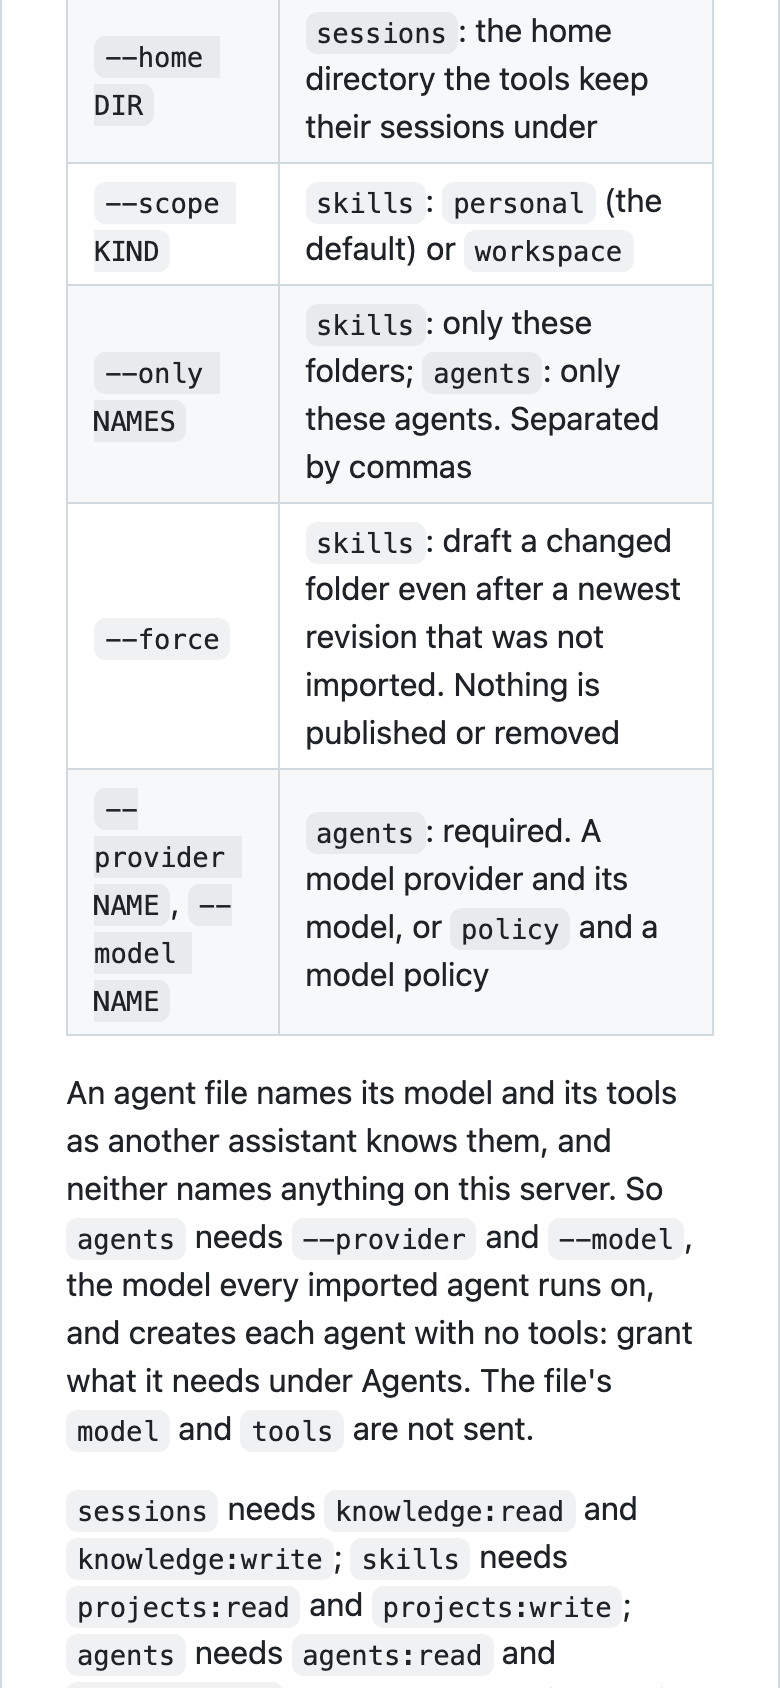 --home
DIR
sessions: the home
directory the tools keep
their sessions under
--scope
KIND
skills: personal (the
default) or workspace
--only
NAMES
skills: only these
folders; agents: only
these agents. Separated
by commas
--force
skills: draft a changed
folder even after a newest
revision that was not
imported. Nothing is
published or removed
--
provider
NAME, --
model
NAME
agents: required. A
model provider and its
model, or policy and a
model policy
An agent file names its model and its tools
as another assistant knows them, and
neither names anything on this server. So
agents needs --provider and --model,
the model every imported agent runs on,
and creates each agent with no tools: grant
what it needs under Agents. The file's
model and tools are not sent.
sessions needs knowledge:read and
knowledge:write; skills needs
projects:read and projects:write;
agents needs agents:read and